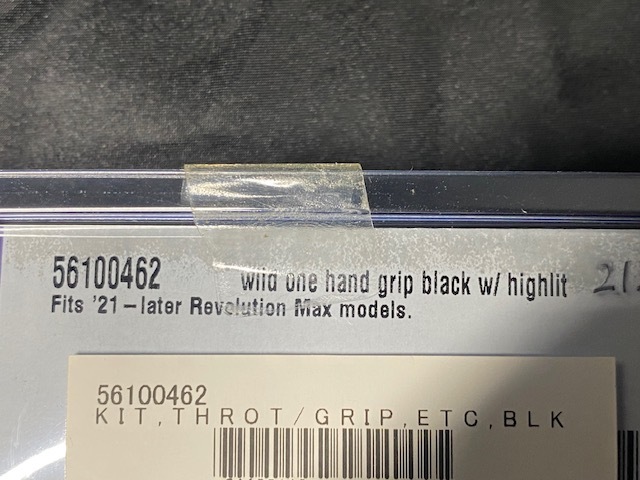 56100462 wild one hand grip black w/ highlit
Fits '21–later Revolution Max models.
56100462
KIT,THROT/GRIP,ETC,BLK